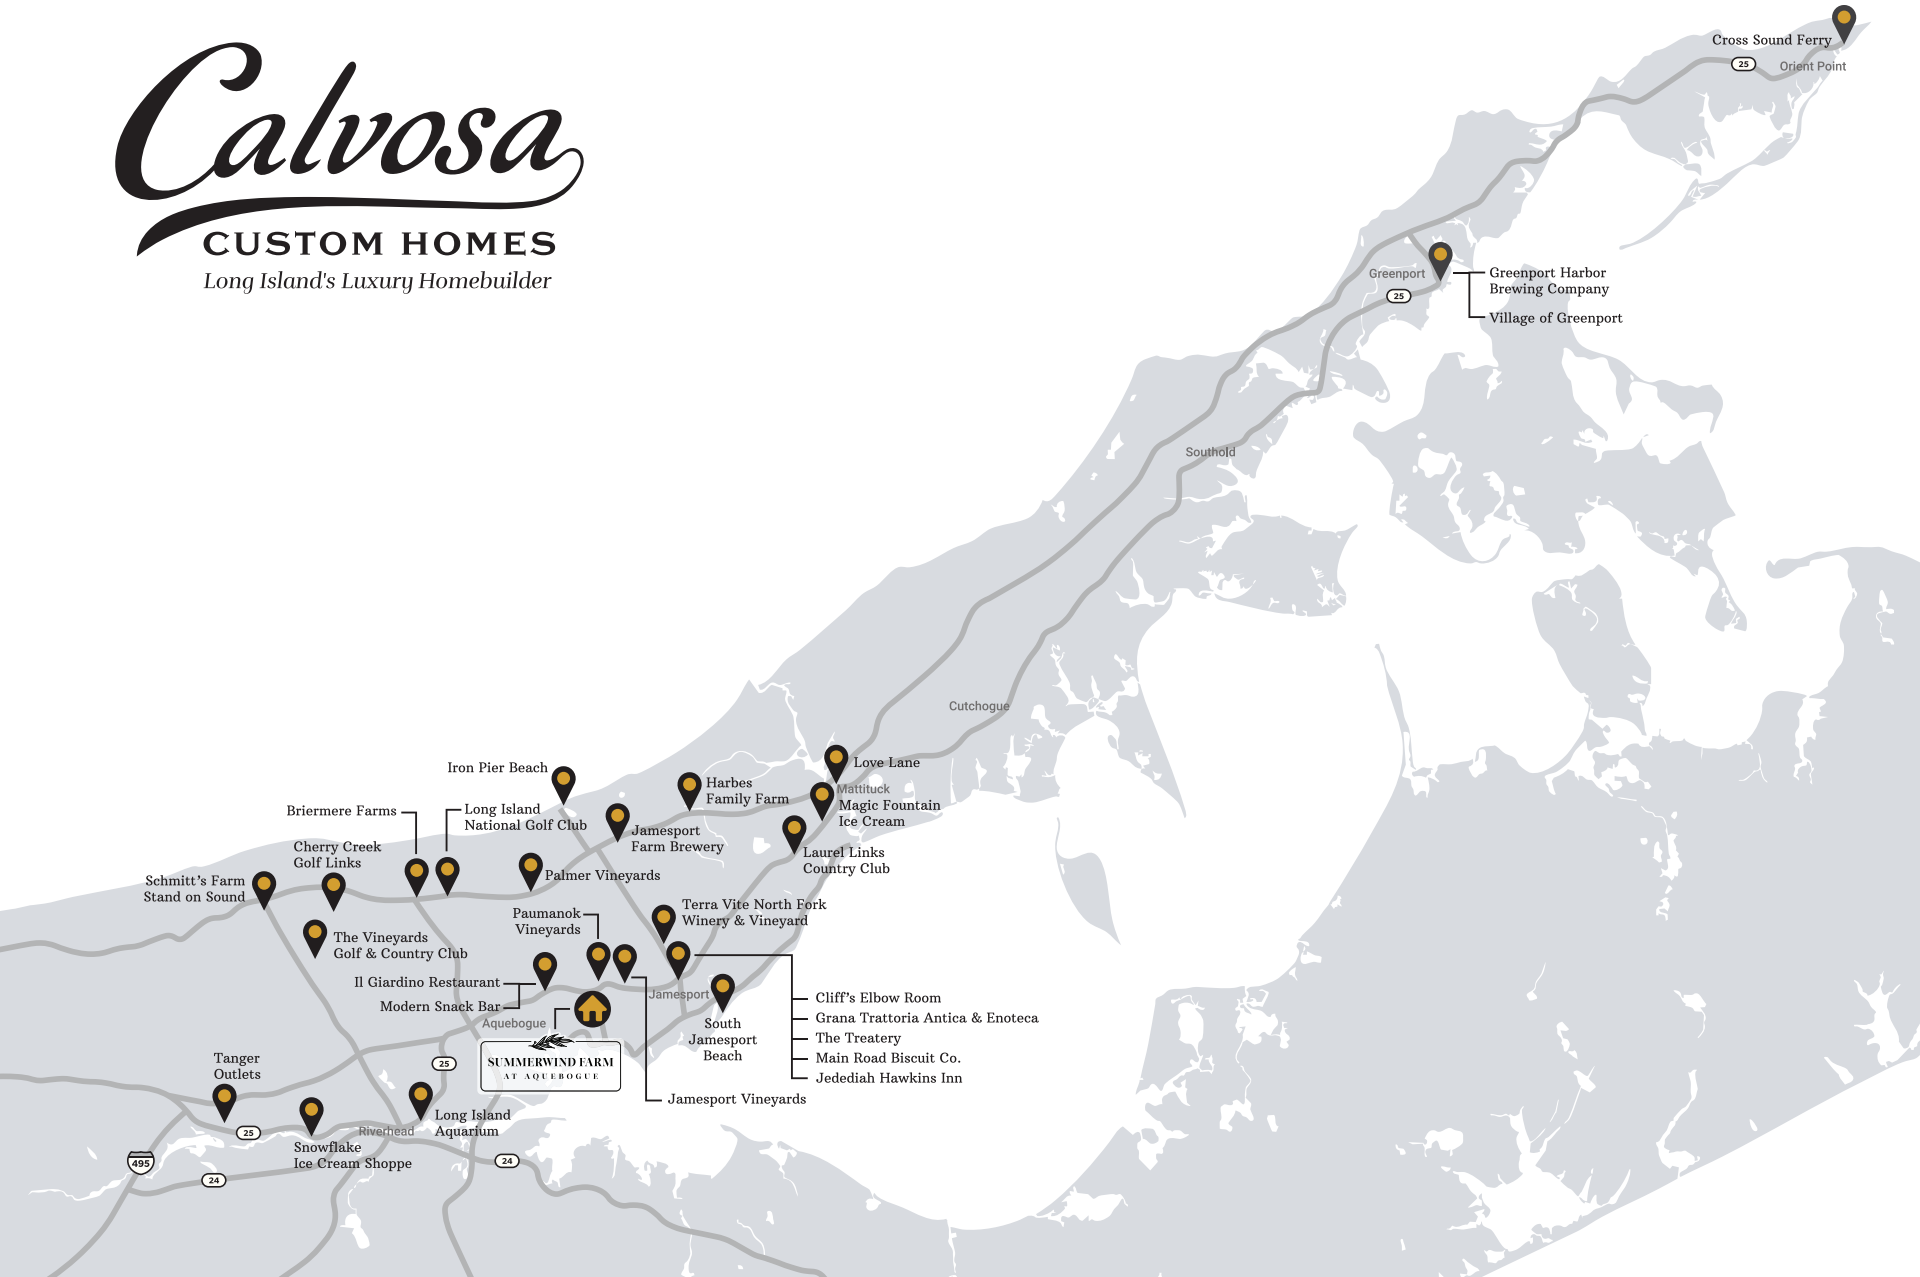 Calvosa
CUSTOM HOMES
Long Island's Luxury Homebuilder
Cross Sound Ferry
25
Orient Point
Greenport
25
Greenport Harbor
Brewing Company
Village of Greenport
Southold
Cutchogue
Love Lane
Mattituck
Magic Fountain
Ice Cream
Iron Pier Beach
Harbes
Family Farm
Briermere Farms
Long Island
National Golf Club
Jamesport
Farm Brewery
Cherry Creek
Golf Links
Laurel Links
Country Club
Schmitt's Farm
Stand on Sound
Palmer Vineyards
Paumanok
Vineyards
Terra Vite North Fork
Winery & Vineyard
The Vineyards
Golf & Country Club
Il Giardino Restaurant
Modern Snack Bar
Jamesport
Aquebogue
South
Jamesport
Beach
Cliff's Elbow Room
Grana Trattoria Antica & Enoteca
The Treatery
Main Road Biscuit Co.
Jedediah Hawkins Inn
SUMMERWIND FARM
AT AQUEBOGUE
Jamesport Vineyards
Tanger
Outlets
25
25
Snowflake
Ice Cream Shoppe
Riverhead
Long Island
Aquarium
495
24
24